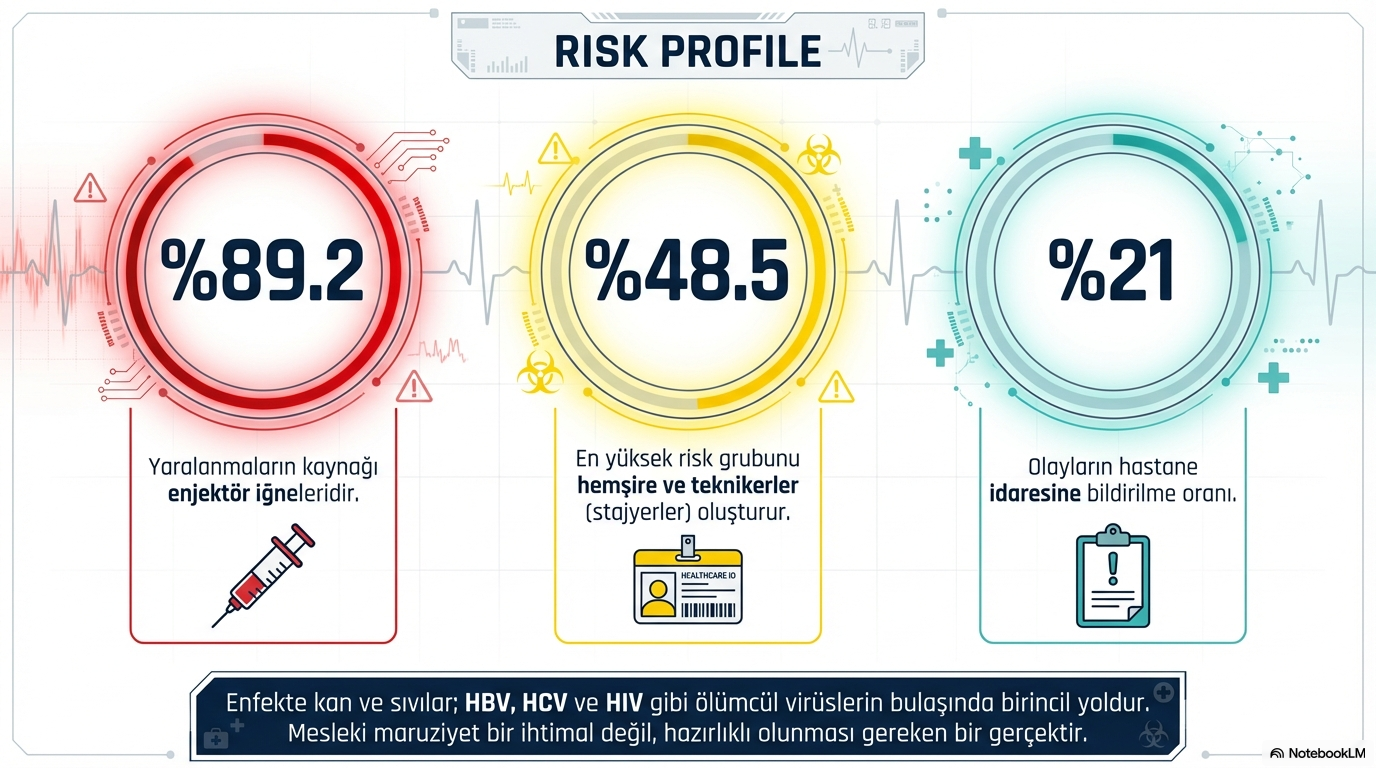 RISK PROFILE
%89.2
%48.5
%21
Yaralanmaların kaynağı
enjektör iğneleridir.
En yüksek risk grubunu
hemşire ve teknikerler
(stajyerler) oluşturur.
HEALTHCARE IO
Olayların hastane
idaresine bildirilme oranı.
Enfekte kan ve sıvılar; HBV, HCV ve HIV gibi ölümcül virüslerin bulaşında birincil yoldur.
Mesleki maruziyet bir ihtimal değil, hazırlıklı olunması gereken bir gerçektir.
NotebookLM